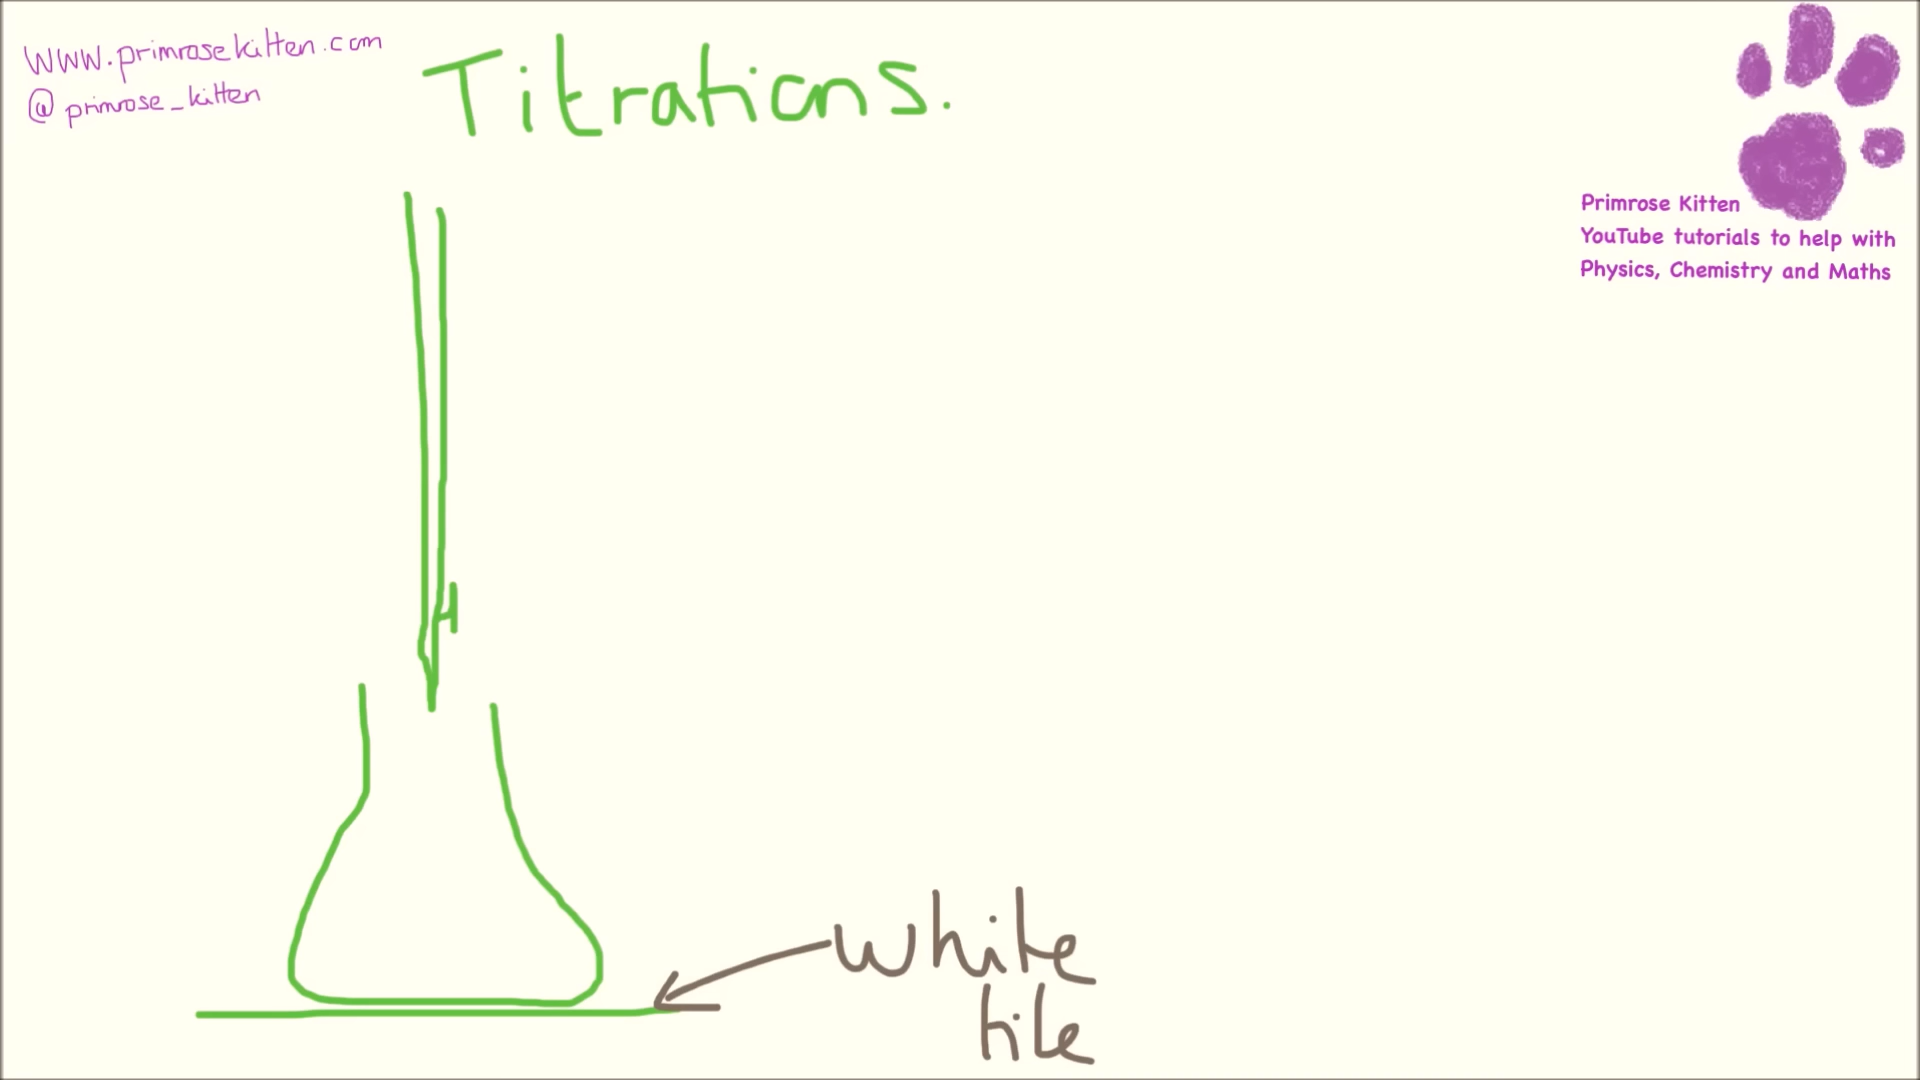 www.primrosekitten.com
@primrose_kitten
Titrations.
Primrose Kitten
YouTube tutorials to help with
Physics, Chemistry and Maths
white
tile